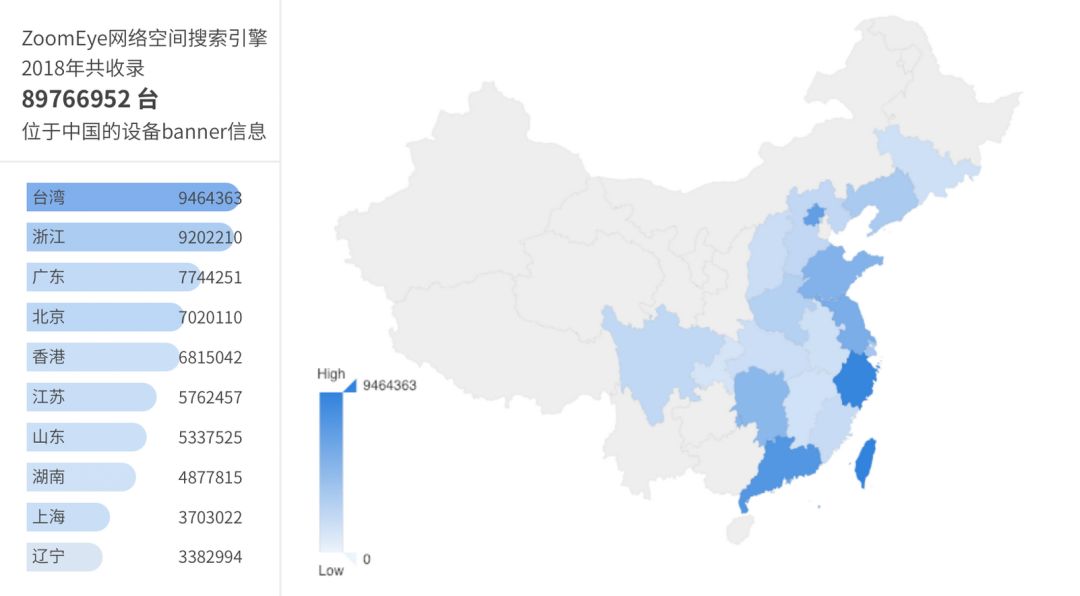 ZoomEye网络空间搜索引擎
2018年共收录
89766952 台
位于中国的设备banner信息
台湾 9464363
浙江 9202210
广东 7744251
北京 7020110
香港 6815042
江苏 5762457
山东 5337525
湖南 4877815
上海 3703022
辽宁 3382994
High
9464363
0
Low